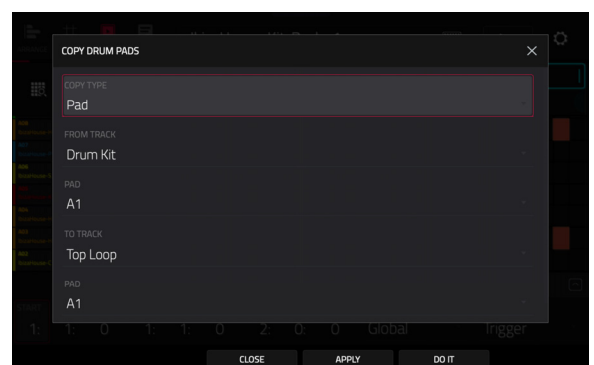 COPY DRUM PADS
COPY TYPE
Pad
FROM TRACK
Drum Kit
PAD
A1
TO TRACK
Top Loop
PAD
A1
1: 1: 0 1: 1: 0 2: 0: 0 Global Trigger
CLOSE APPLY DO IT